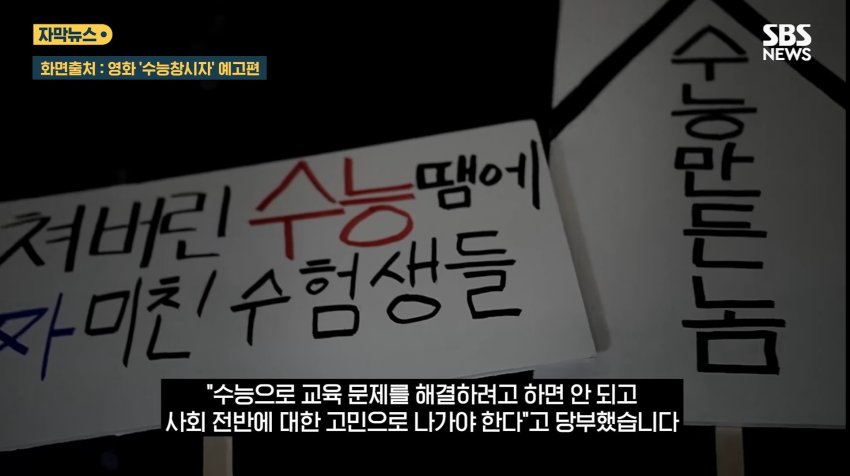 자막뉴스
SBS
NEWS
화면출처 : 영화 '수능창시자' 예고편
쳐버린 수능땜에
자 미친 수험생들
수능만든놈
"수능으로 교육 문제를 해결하려고 하면 안 되고
사회 전반에 대한 고민으로 나가야 한다"고 당부했습니다